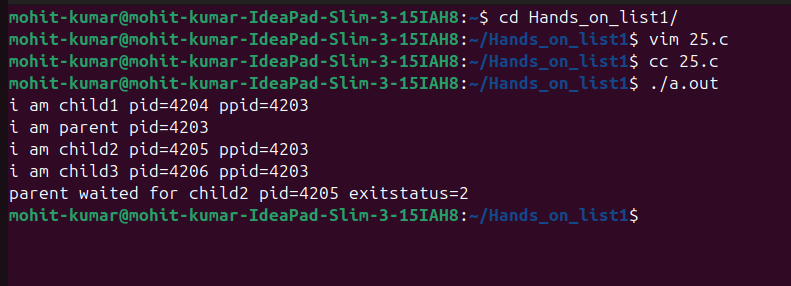 mohit-kumar@mohit-kumar-IdeaPad-Slim-3-15IAH8:~$ cd Hands_on_list1/
mohit-kumar@mohit-kumar-IdeaPad-Slim-3-15IAH8:~/Hands_on_list1$ vim 25.c
mohit-kumar@mohit-kumar-IdeaPad-Slim-3-15IAH8:~/Hands_on_list1$ cc 25.c
mohit-kumar@mohit-kumar-IdeaPad-Slim-3-15IAH8:~/Hands_on_list1$ ./a.out
i am child1 pid=4204 ppid=4203
i am parent pid=4203
i am child2 pid=4205 ppid=4203
i am child3 pid=4206 ppid=4203
parent waited for child2 pid=4205 exitstatus=2
mohit-kumar@mohit-kumar-IdeaPad-Slim-3-15IAH8:~/Hands_on_list1$